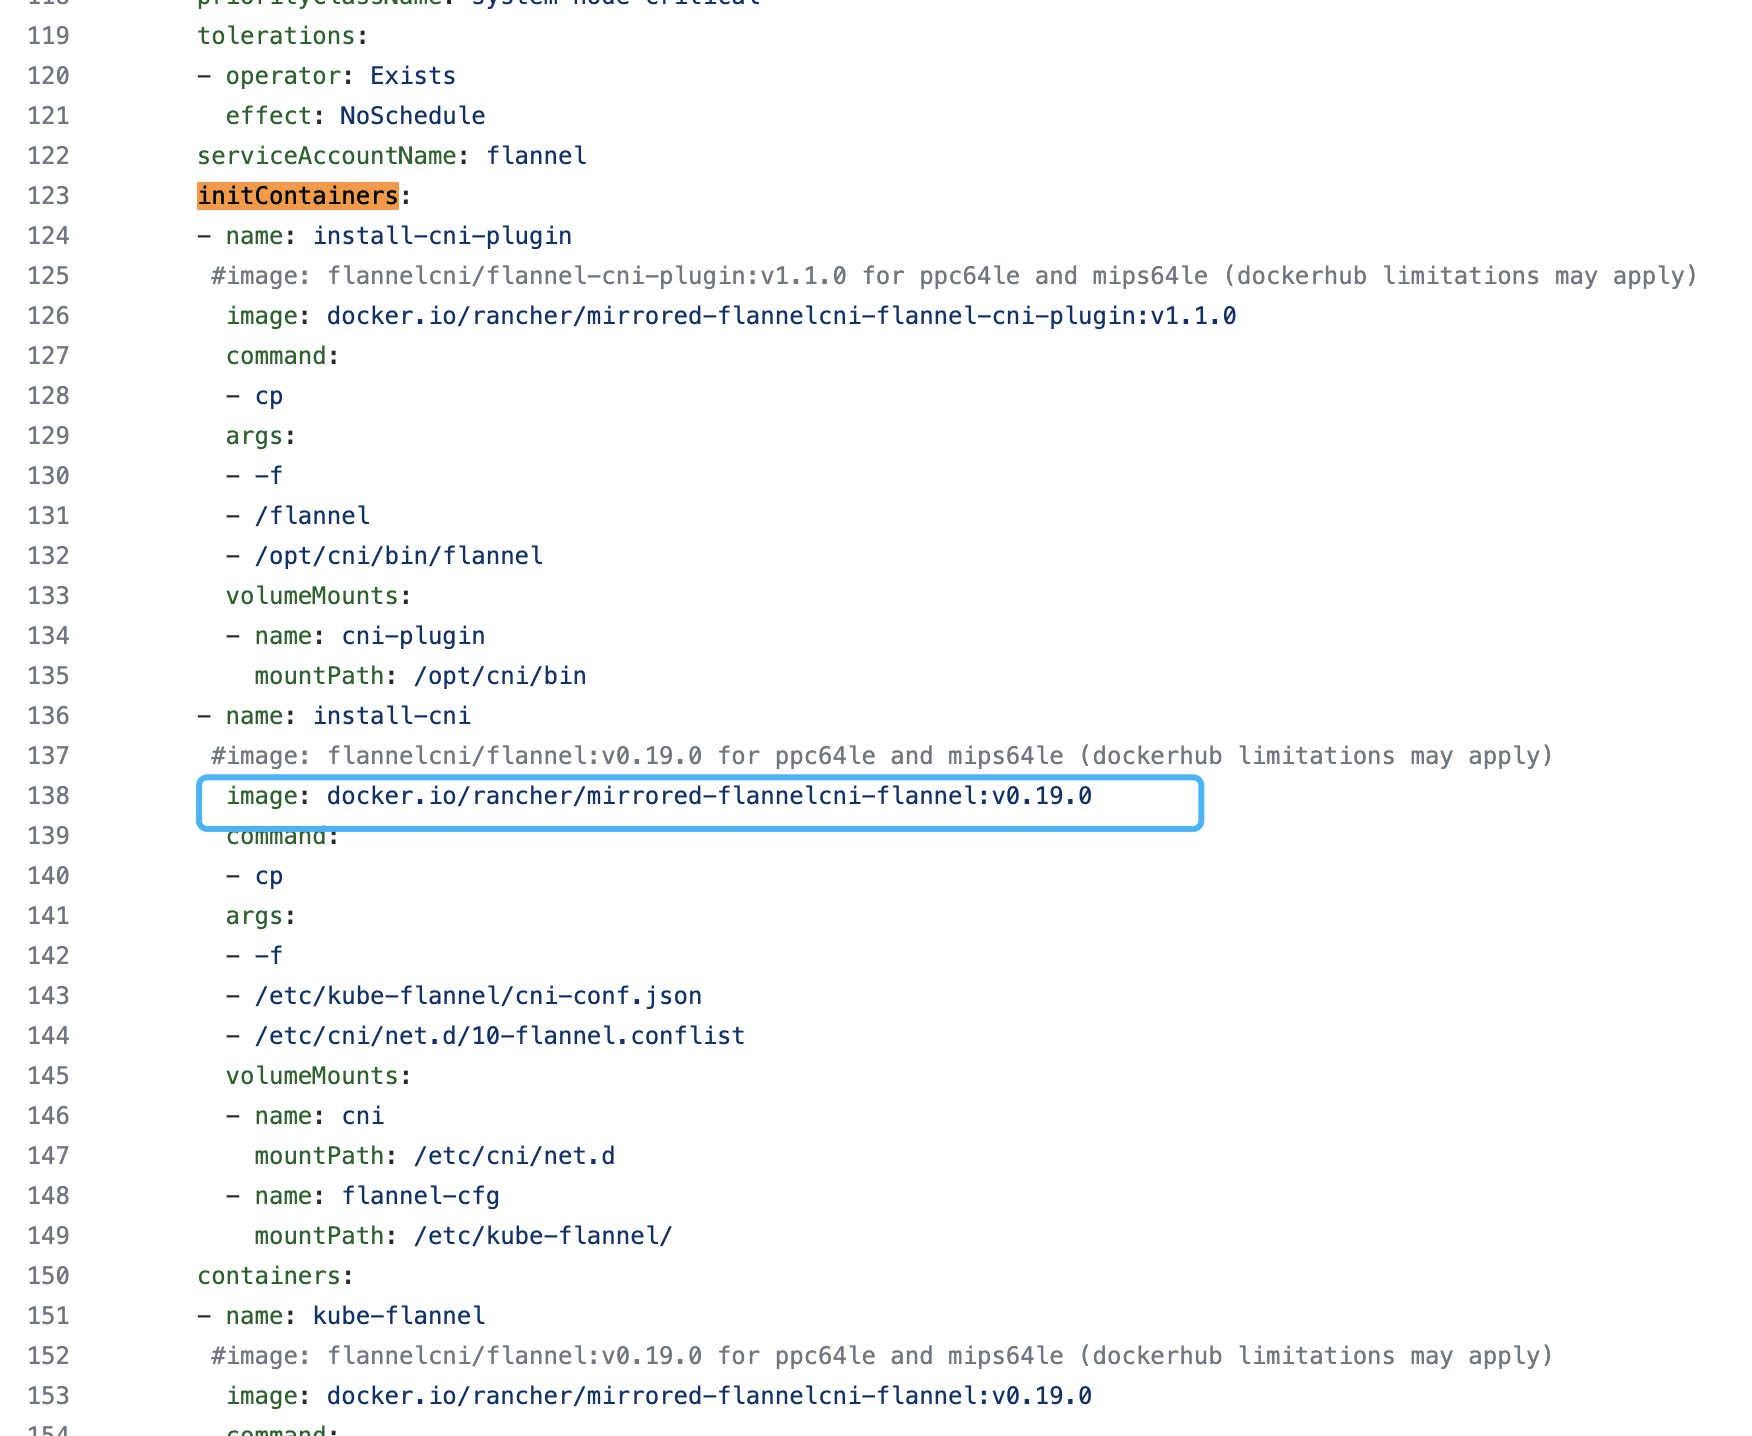 118 priorityClassName: system-node-critical
119 tolerations:
120 - operator: Exists
121 effect: NoSchedule
122 serviceAccountName: flannel
123 initContainers:
124 - name: install-cni-plugin
125 #image: flannelcni/flannel-cni-plugin:v1.1.0 for ppc64le and mips64le (dockerhub limitations may apply)
126 image: docker.io/rancher/mirrored-flannelcni-flannel-cni-plugin:v1.1.0
127 command:
128 - cp
129 args:
130 - -f
131 - /flannel
132 - /opt/cni/bin/flannel
133 volumeMounts:
134 - name: cni-plugin
135 mountPath: /opt/cni/bin
136 - name: install-cni
137 #image: flannelcni/flannel:v0.19.0 for ppc64le and mips64le (dockerhub limitations may apply)
138 image: docker.io/rancher/mirrored-flannelcni-flannel:v0.19.0
139 command:
140 - cp
141 args:
142 - -f
143 - /etc/kube-flannel/cni-conf.json
144 - /etc/cni/net.d/10-flannel.conflist
145 volumeMounts:
146 - name: cni
147 mountPath: /etc/cni/net.d
148 - name: flannel-cfg
149 mountPath: /etc/kube-flannel/
150 containers:
151 - name: kube-flannel
152 #image: flannelcni/flannel:v0.19.0 for ppc64le and mips64le (dockerhub limitations may apply)
153 image: docker.io/rancher/mirrored-flannelcni-flannel:v0.19.0
154 command: